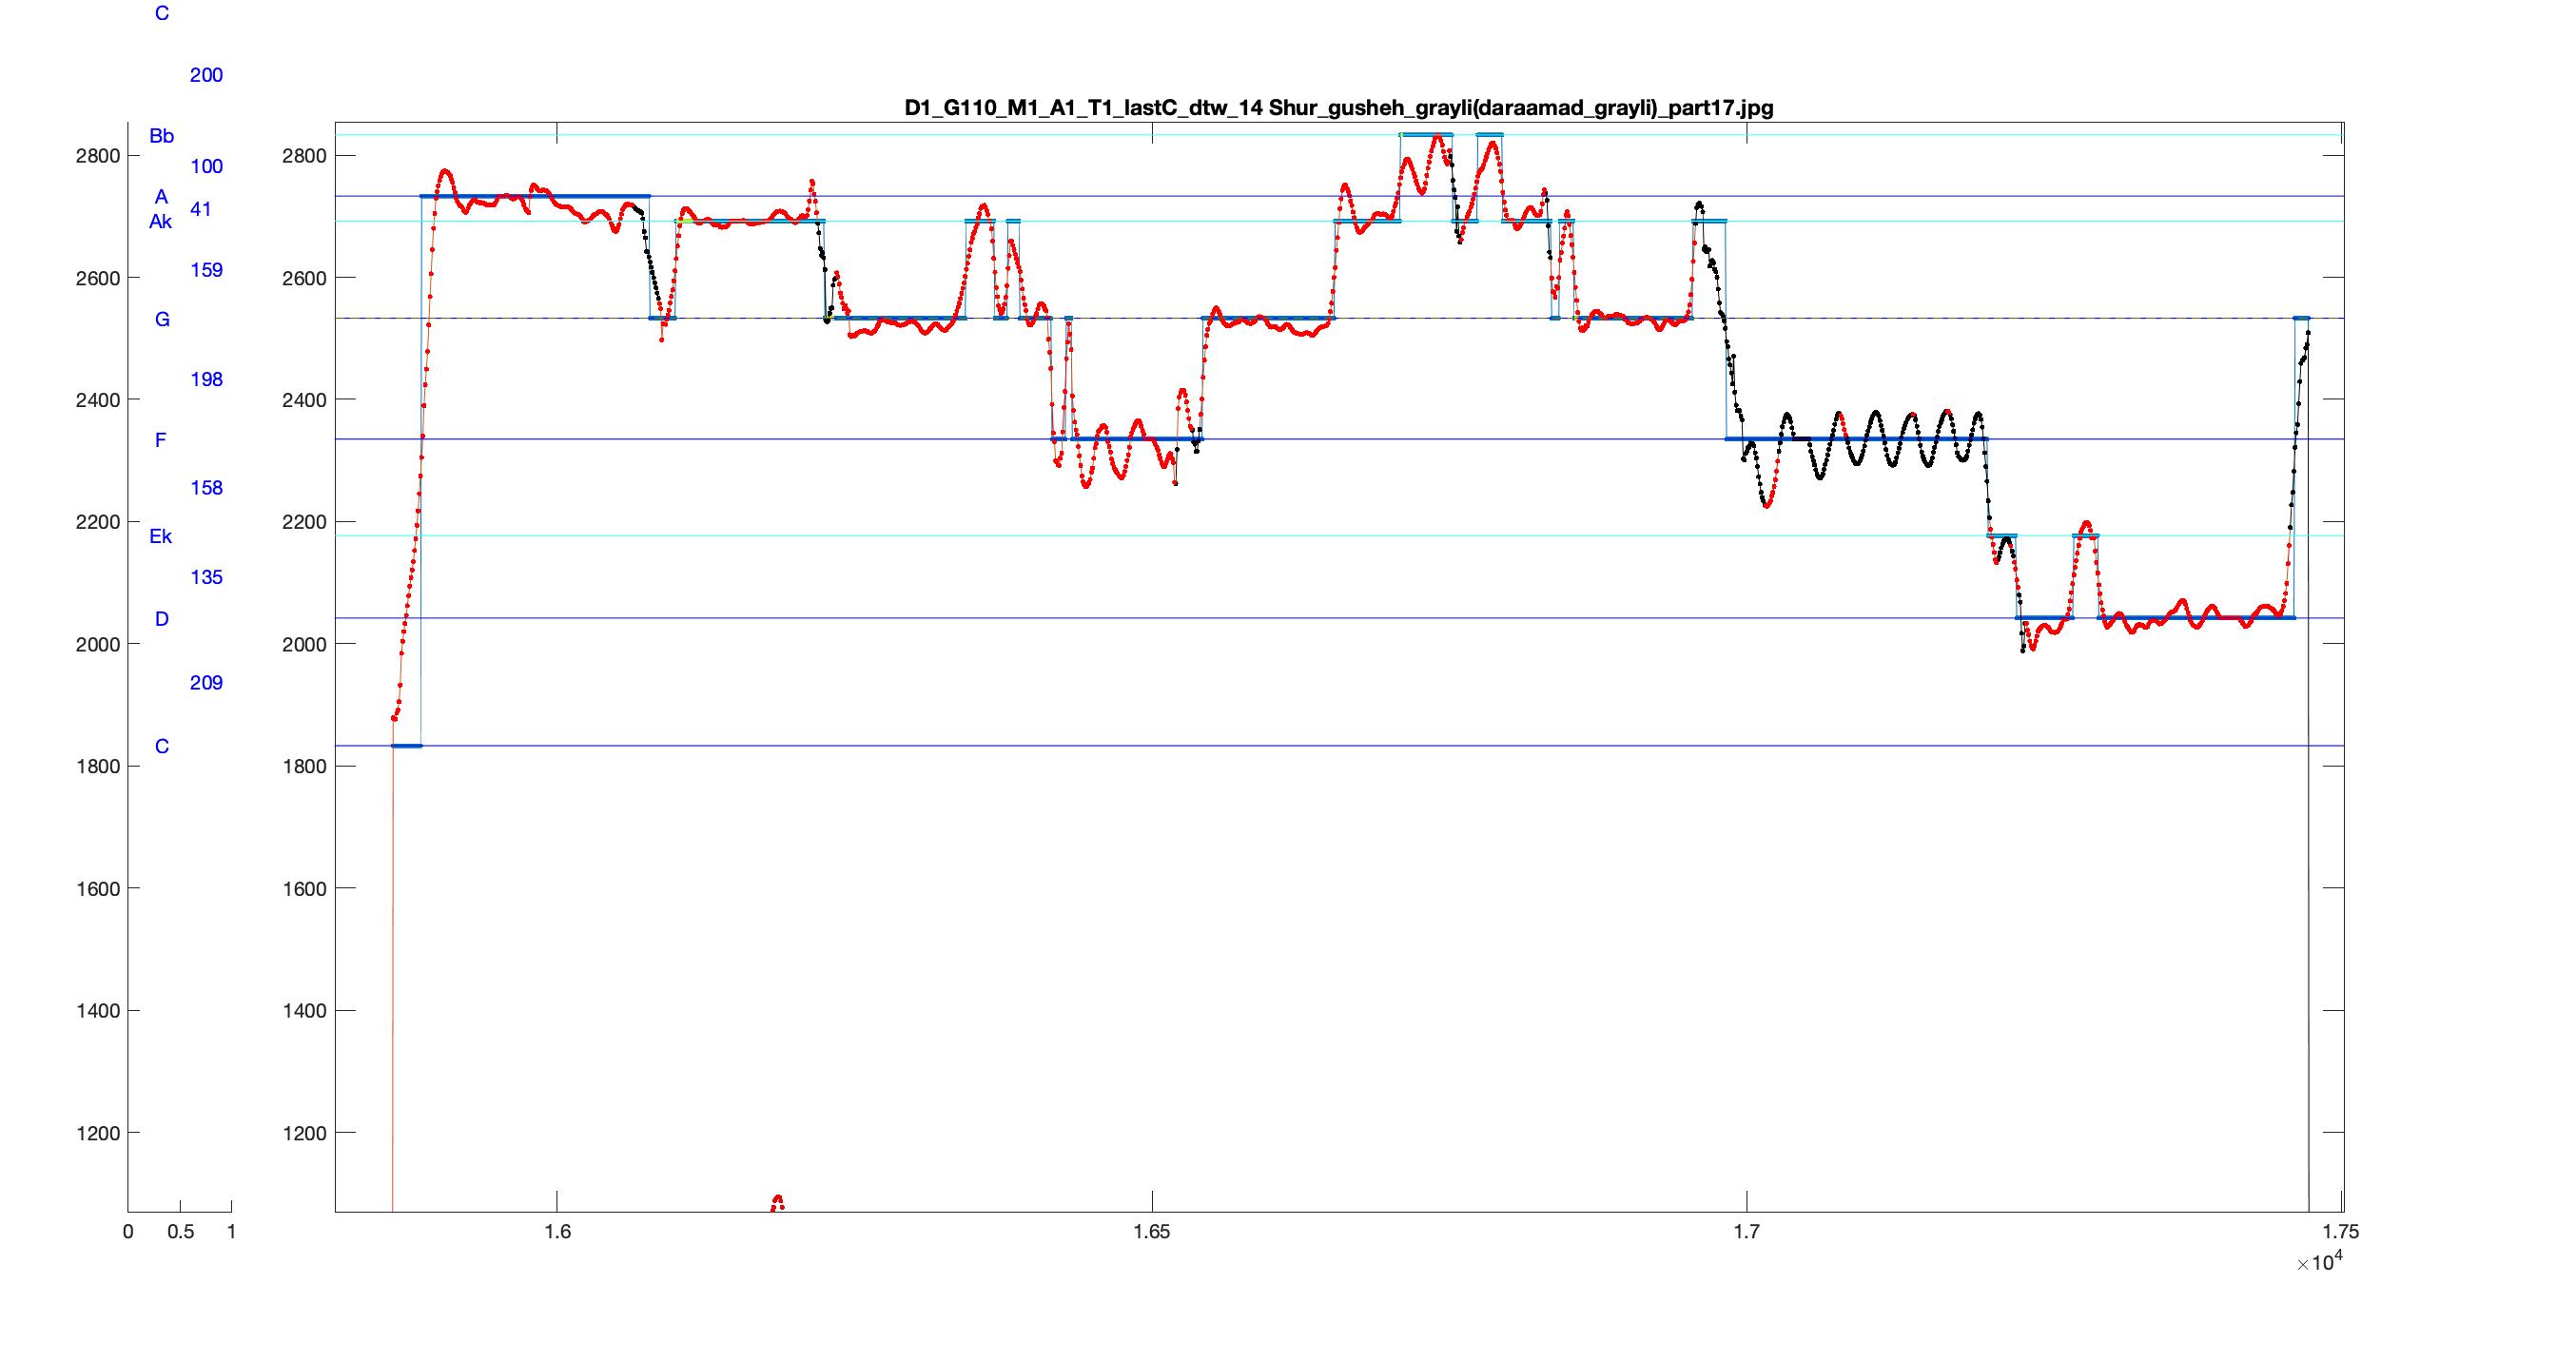 C
200
D1_G110_M1_A1_T1_lastC_dtw_14 Shur_gusheh_grayli(daraamad_grayli)_part17.jpg
Bb
2800 2800
100
A
41
Ak
159
2600 2600
G
198
2400 2400
F
158
2200 2200
Ek
135
D
2000 2000
209
C
1800 1800
1600 1600
1400 1400
1200 1200
0 0.5 1 1.6 1.65 1.7 1.75
×10^4